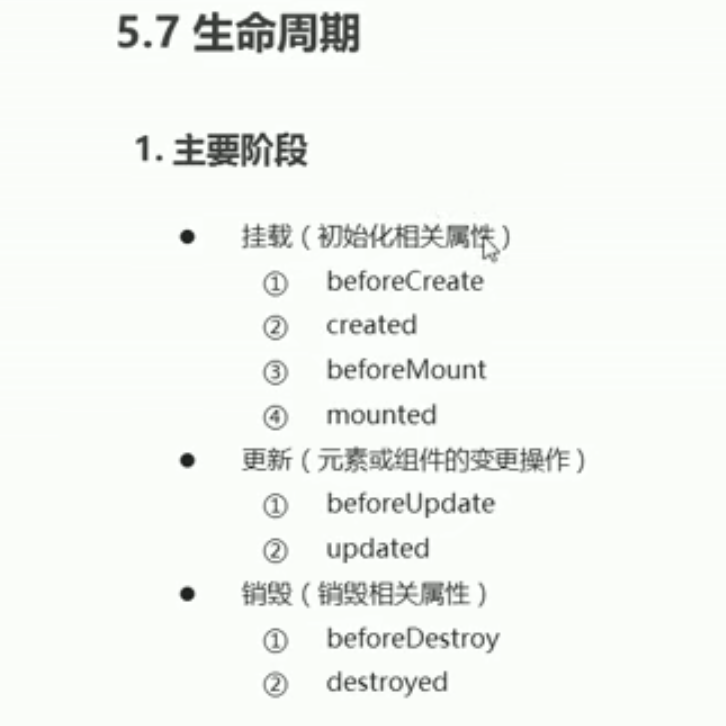 5.7 生命周期
1. 主要阶段
● 挂载（初始化相关属性）
① beforeCreate
② created
③ beforeMount
④ mounted
● 更新（元素或组件的变更操作）
① beforeUpdate
② updated
● 销毁（销毁相关属性）
① beforeDestroy
② destroyed